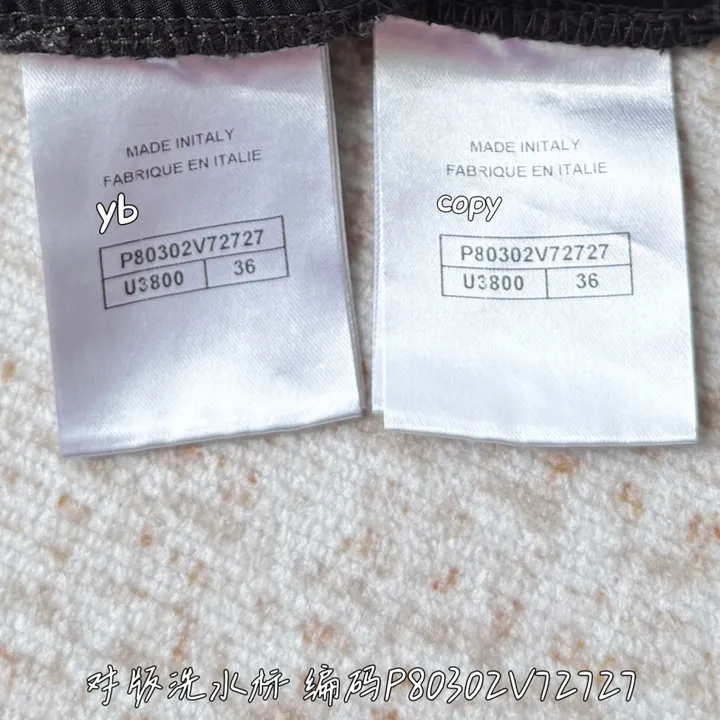 MADE INITALY
FABRIQUE EN ITALIE
yb
P80302V72727
U3800 36
MADE INITALY
FABRIQUE EN ITALIE
copy
P80302V72727
U3800 36
对版洗水标 编码P80302V72727